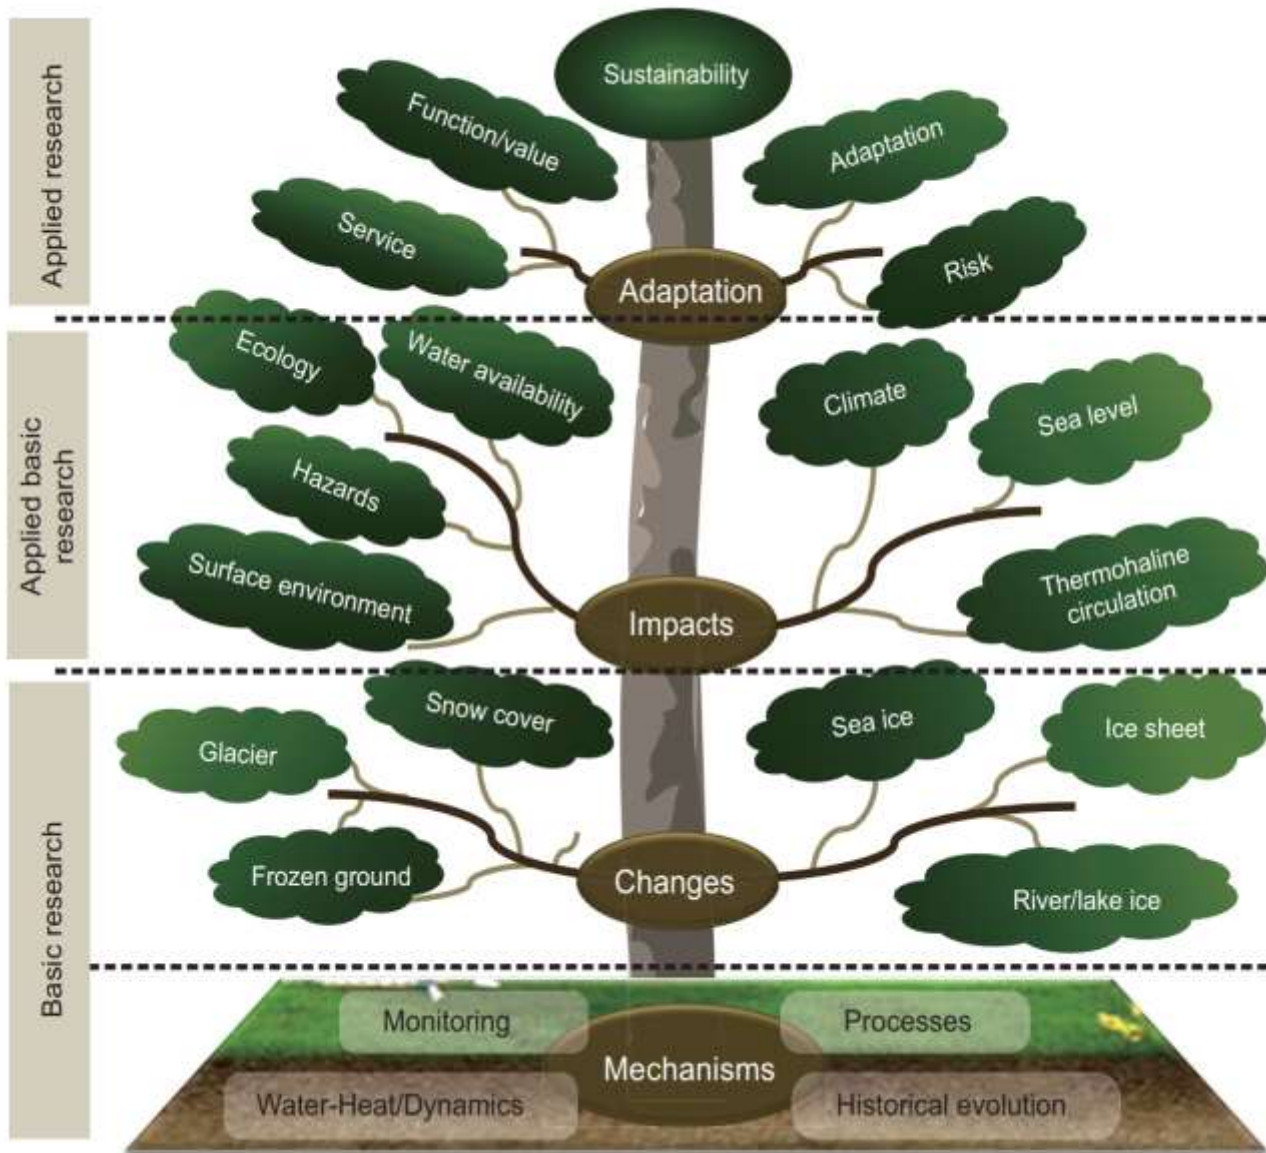 Applied research
Sustainability
Function/value
Adaptation
Service
Risk
Adaptation
Applied basic
research
Ecology
Water availability
Climate
Sea level
Hazards
Surface environment
Thermohaline
circulation
Impacts
Basic research
Snow cover
Sea ice
Ice sheet
Glacier
Frozen ground
Changes
River/lake ice
Monitoring
Processes
Mechanisms
Water-Heat/Dynamics
Historical evolution